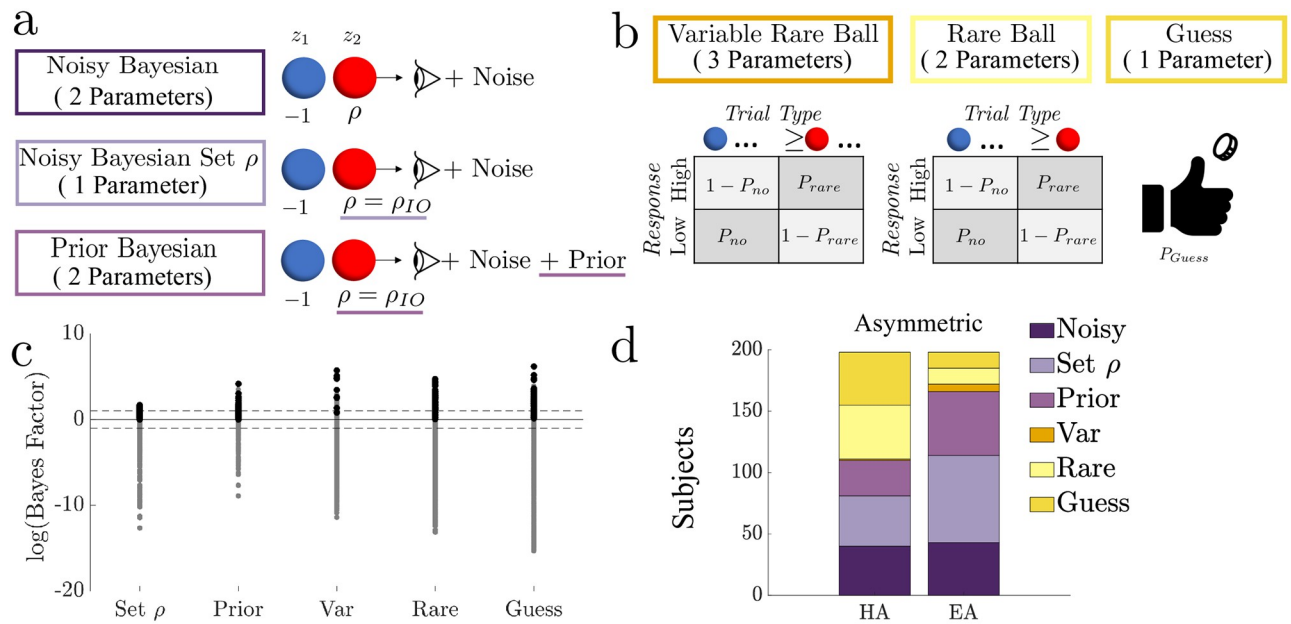 a
Noisy Bayesian
( 2 Parameters)
z1 z2
-1 ρ
+ Noise
Noisy Bayesian Set ρ
( 1 Parameter)
-1 ρ = ρIO
+ Noise
Prior Bayesian
( 2 Parameters)
-1 ρ = ρIO
+ Noise + Prior
b
Variable Rare Ball
( 3 Parameters)
Rare Ball
( 2 Parameters)
Guess
( 1 Parameter)
Trial Type
... ≥ ...
Response
High
Low
1 − Pno Prare
Pno 1 − Prare
Trial Type
... ≥
Response
High
Low
1 − Pno Prare
Pno 1 − Prare
PGuess
c
log(Bayes Factor)
10
0
-10
-20
Set ρ Prior Var Rare Guess
d
Asymmetric
Subjects
200
150
100
50
0
HA EA
Noisy
Set ρ
Prior
Var
Rare
Guess